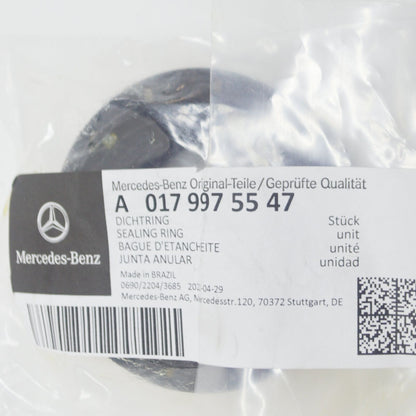 Mercedes-Benz Orginal-Teile/Geprüfte Qualität
A 017 997 55 47
DICHTRING Stück
SEALING RING unit
BAGUE D'ETANCHEITE unité
JUNTA ANULAR unidad
Mercedes-Benz
Made in BRAZIL
0690/2204/3685 202-04-29
Mercedes-Benz AG, Mercedesstr.120, 70372 Stuttgart, DE